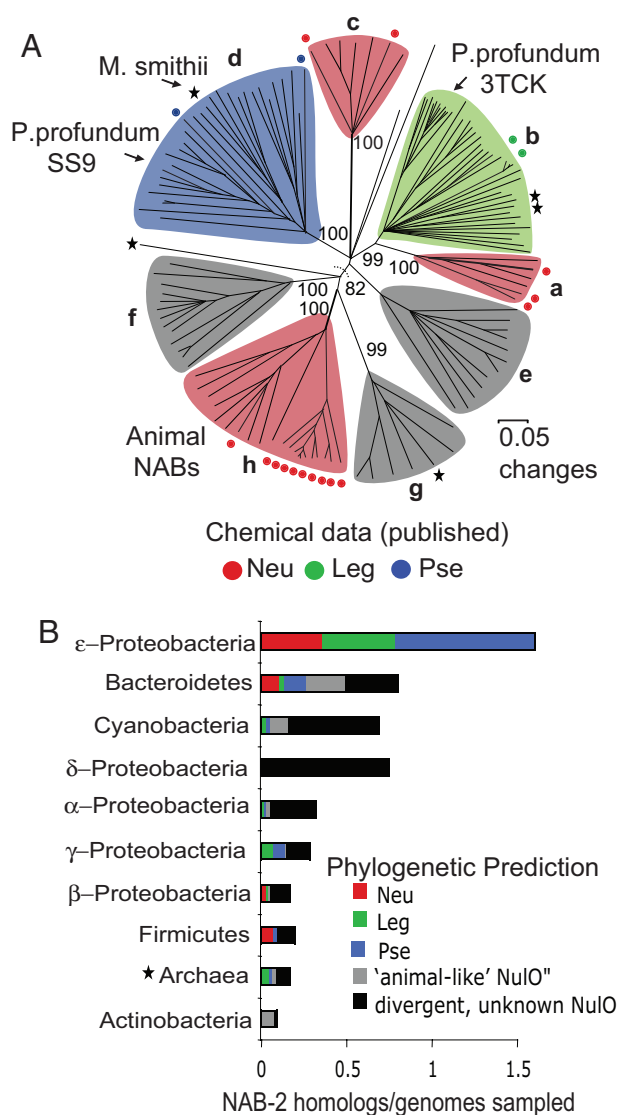 A
c
d
M. smithii
P.profundum
3TCK
P.profundum
SS9
b
100
100
99
100
a
100
100
82
f
99
e
Animal
NABs
h
g
0.05
changes
Chemical data (published)
Neu Leg Pse
B
ε–Proteobacteria
Bacteroidetes
Cyanobacteria
δ–Proteobacteria
α–Proteobacteria
γ–Proteobacteria
β–Proteobacteria
Firmicutes
★Archaea
Actinobacteria
Phylogenetic Prediction
Neu
Leg
Pse
‘animal-like’ NulO"
divergent, unknown NulO
0 0.5 1 1.5
NAB-2 homologs/genomes sampled